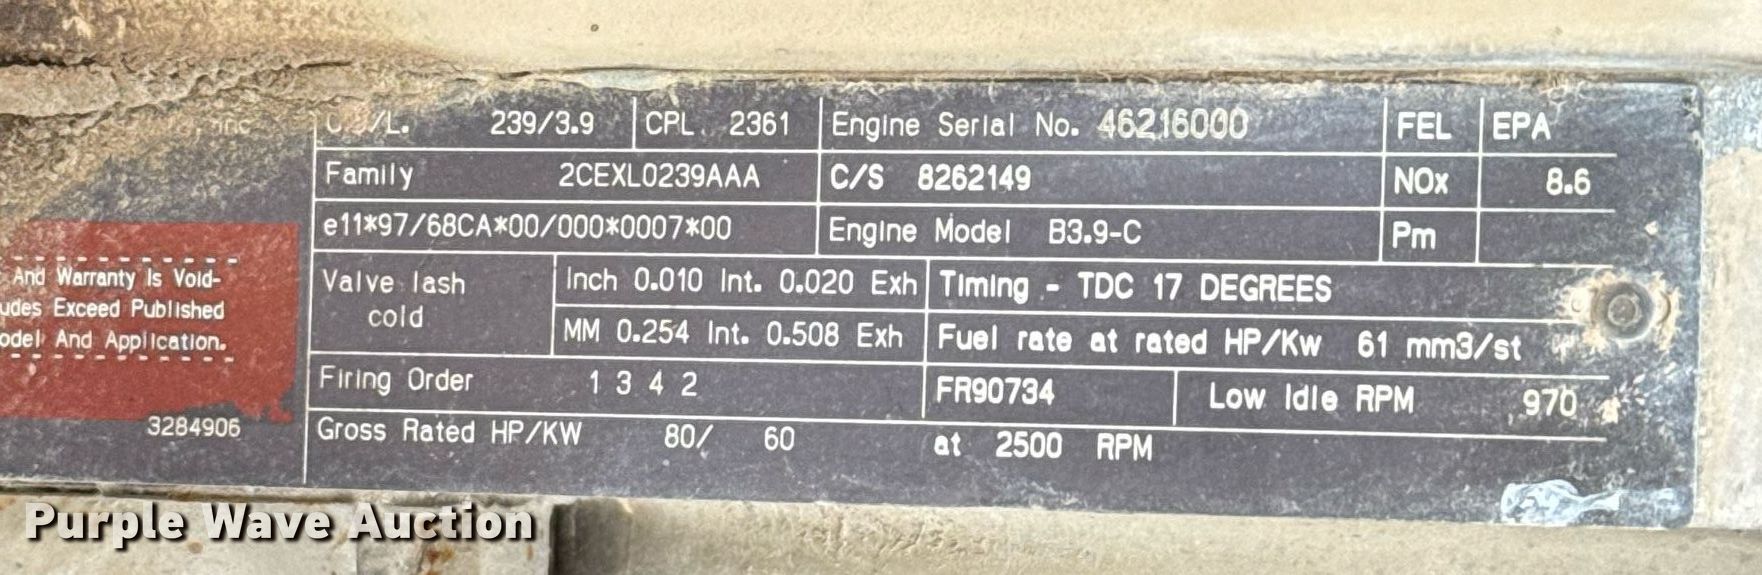 239/3.9 CPL 2361 Engine Serial No. 46216000 FEL EPA
Family 2CEXL0239AAA C/S 8262149 NOx 8.6
e11*97/68CA*00/000*0007*00 Engine Model B3.9-C Pm
And Warranty Is Void-
Exceed Published
And Application.
3284906
Valve lash cold
Inch 0.010 Int. 0.020 Exh Timing - TDC 17 DEGREES
MM 0.254 Int. 0.508 Exh Fuel rate at rated HP/Kw 61 mm3/st
Firing Order 1 3 4 2 FR90734 Low Idle RPM 970
Gross Rated HP/KW 80/ 60 at 2500 RPM
Purple Wave Auction